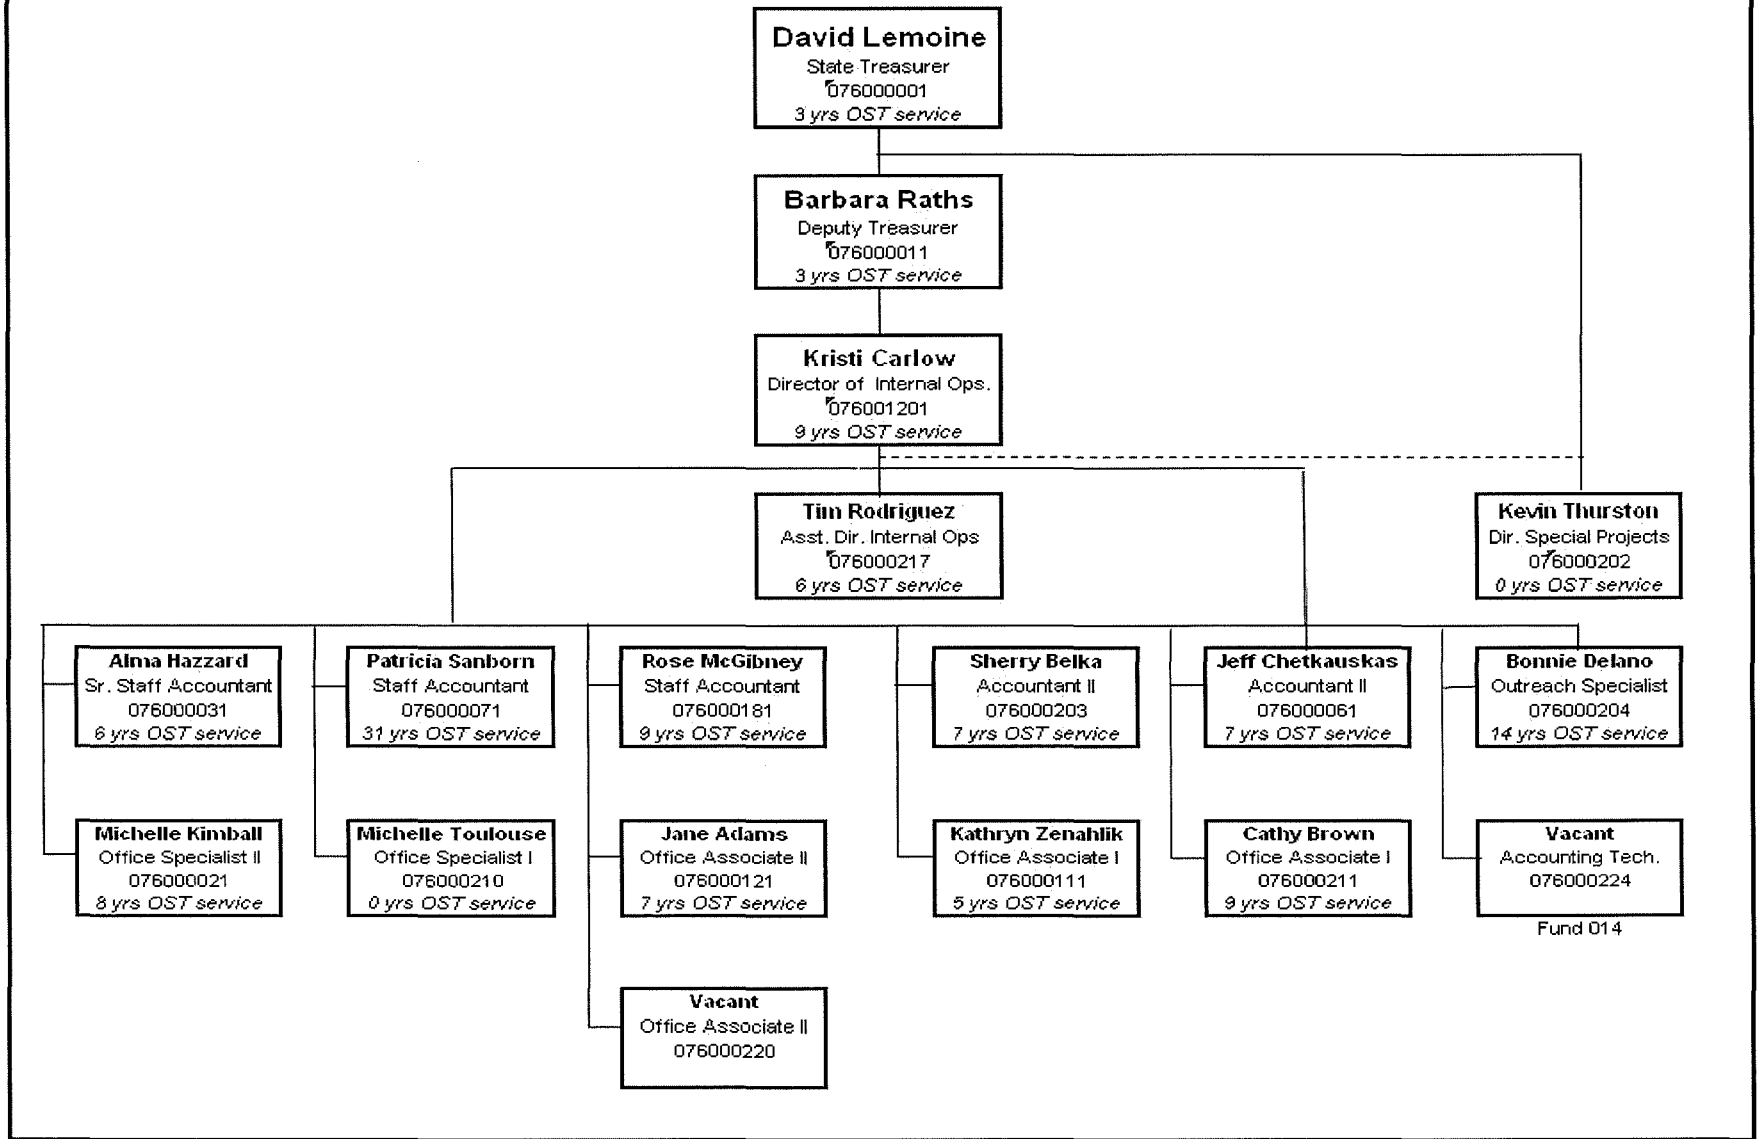 David Lemoine
State Treasurer
076000001
3 yrs OST service
Barbara Raths
Deputy Treasurer
076000011
3 yrs OST service
Kristi Carlow
Director of Internal Ops.
076001201
9 yrs OST service
Tim Rodriguez
Asst. Dir. Internal Ops
076000217
6 yrs OST service
Kevin Thurston
Dir. Special Projects
076000202
0 yrs OST service
Alma Hazzard
Sr. Staff Accountant
076000031
6 yrs OST service
Patricia Sanborn
Staff Accountant
076000071
31 yrs OST service
Rose McGibney
Staff Accountant
076000181
9 yrs OST service
Sherry Belka
Accountant II
076000203
7 yrs OST service
Jeff Chetkauskas
Accountant II
076000061
7 yrs OST service
Bonnie Delano
Outreach Specialist
076000204
14 yrs OST service
Michelle Kimball
Office Specialist II
076000021
8 yrs OST service
Michelle Toulouse
Office Specialist I
076000210
0 yrs OST service
Jane Adams
Office Associate II
076000121
7 yrs OST service
Kathryn Zenahlik
Office Associate I
076000111
5 yrs OST service
Cathy Brown
Office Associate I
076000211
9 yrs OST service
Vacant
Accounting Tech.
076000224
Fund 014
Vacant
Office Associate II
076000220